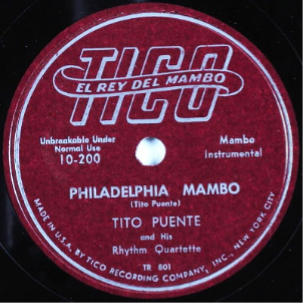 TICO
EL REY DEL MAMBO
Unbreakable Under
Normal Use
10-200
Mambo
Instrumental
PHILADELPHIA MAMBO
(Tito Puente)
TITO PUENTE
and His
Rhythm Quartette
TR 801
MADE IN U.S.A. BY TICO RECORDING COMPANY, INC., NEW YORK CITY